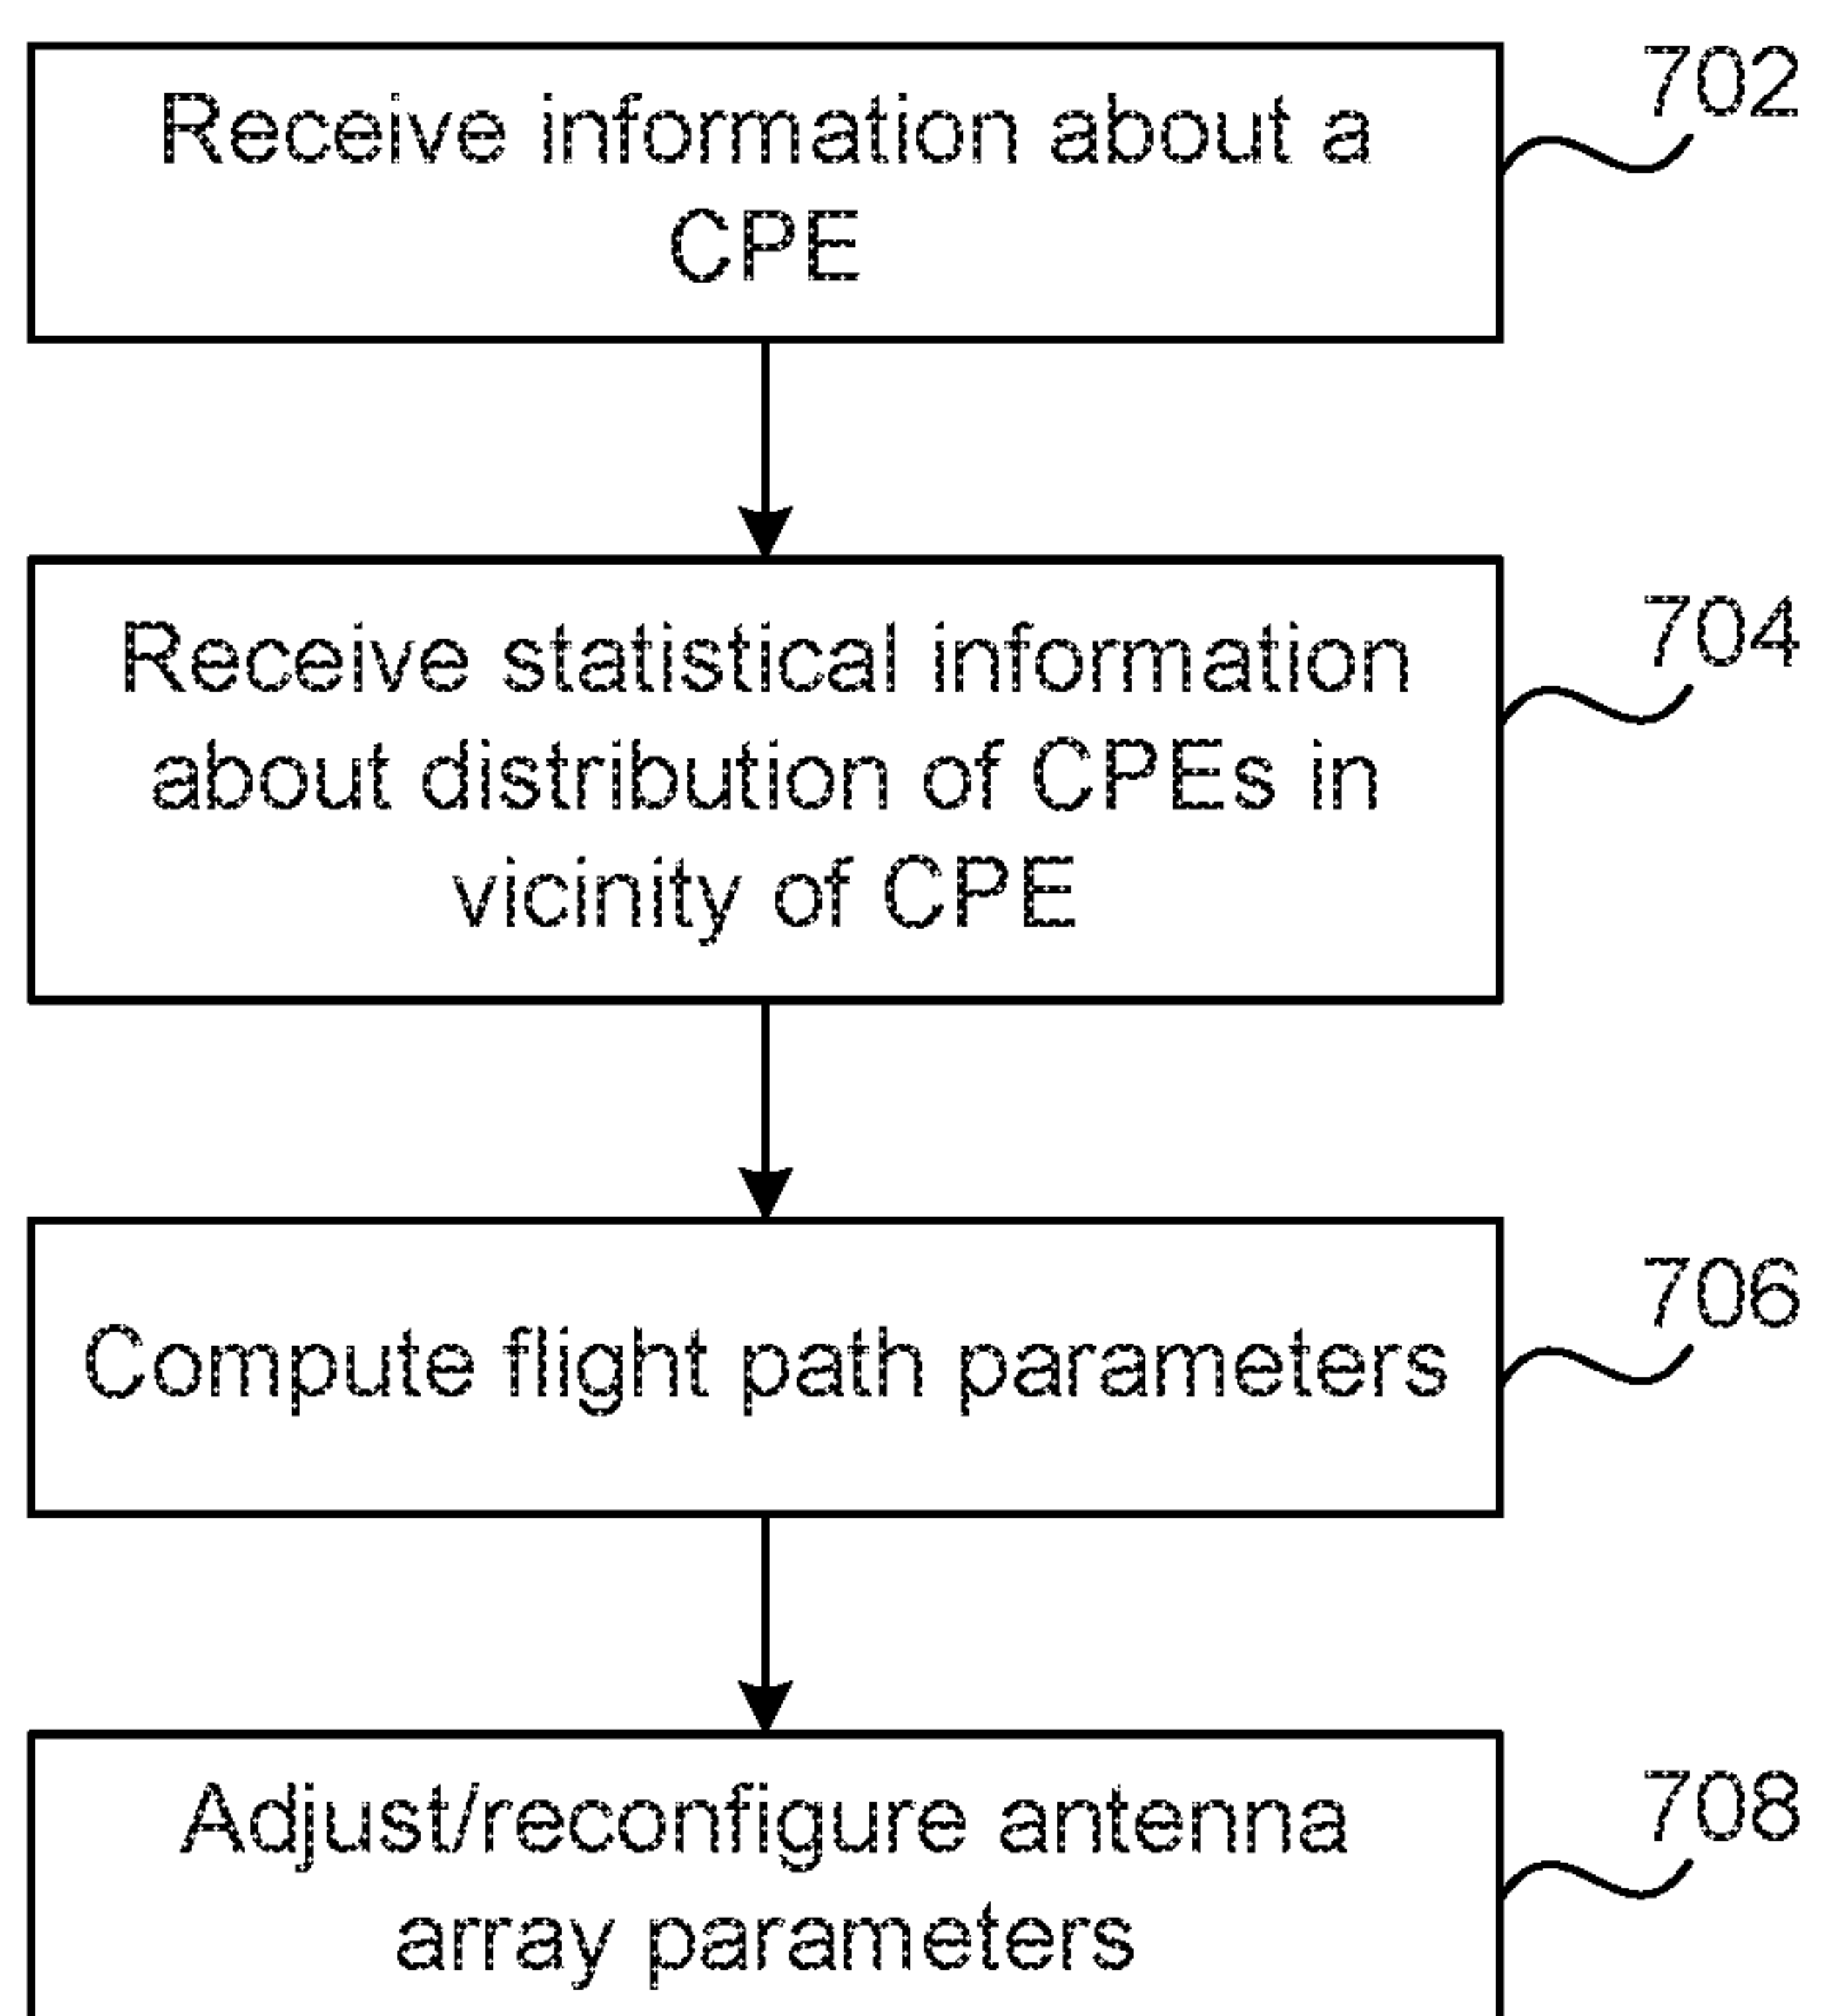 Receive information about a
CPE
702
Receive statistical information
about distribution of CPEs in
vicinity of CPE
704
Compute flight path parameters
706
Adjust/reconfigure antenna
array parameters
708